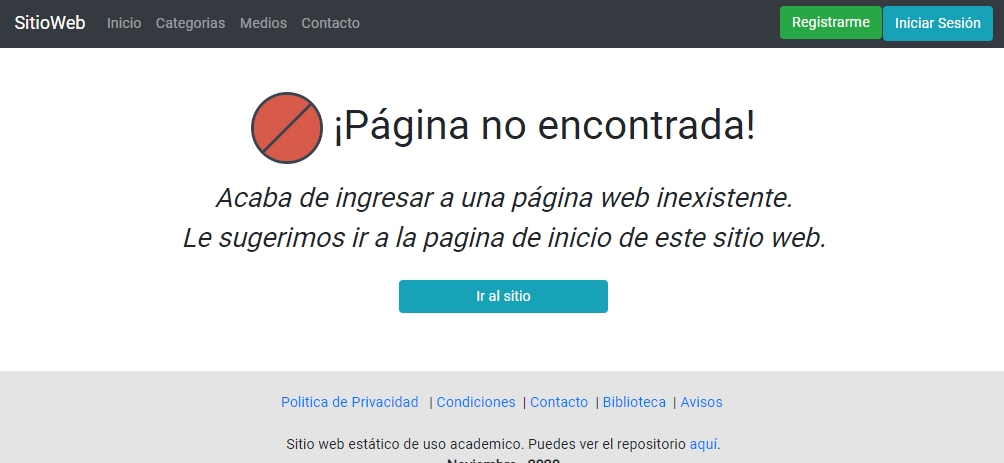 SitioWeb Inicio Categorias Medios Contacto Registrarme Iniciar Sesión
¡Página no encontrada!
Acaba de ingresar a una página web inexistente.
Le sugerimos ir a la pagina de inicio de este sitio web.
Ir al sitio
Politica de Privacidad | Condiciones | Contacto | Biblioteca | Avisos
Sitio web estático de uso academico. Puedes ver el repositorio aquí.